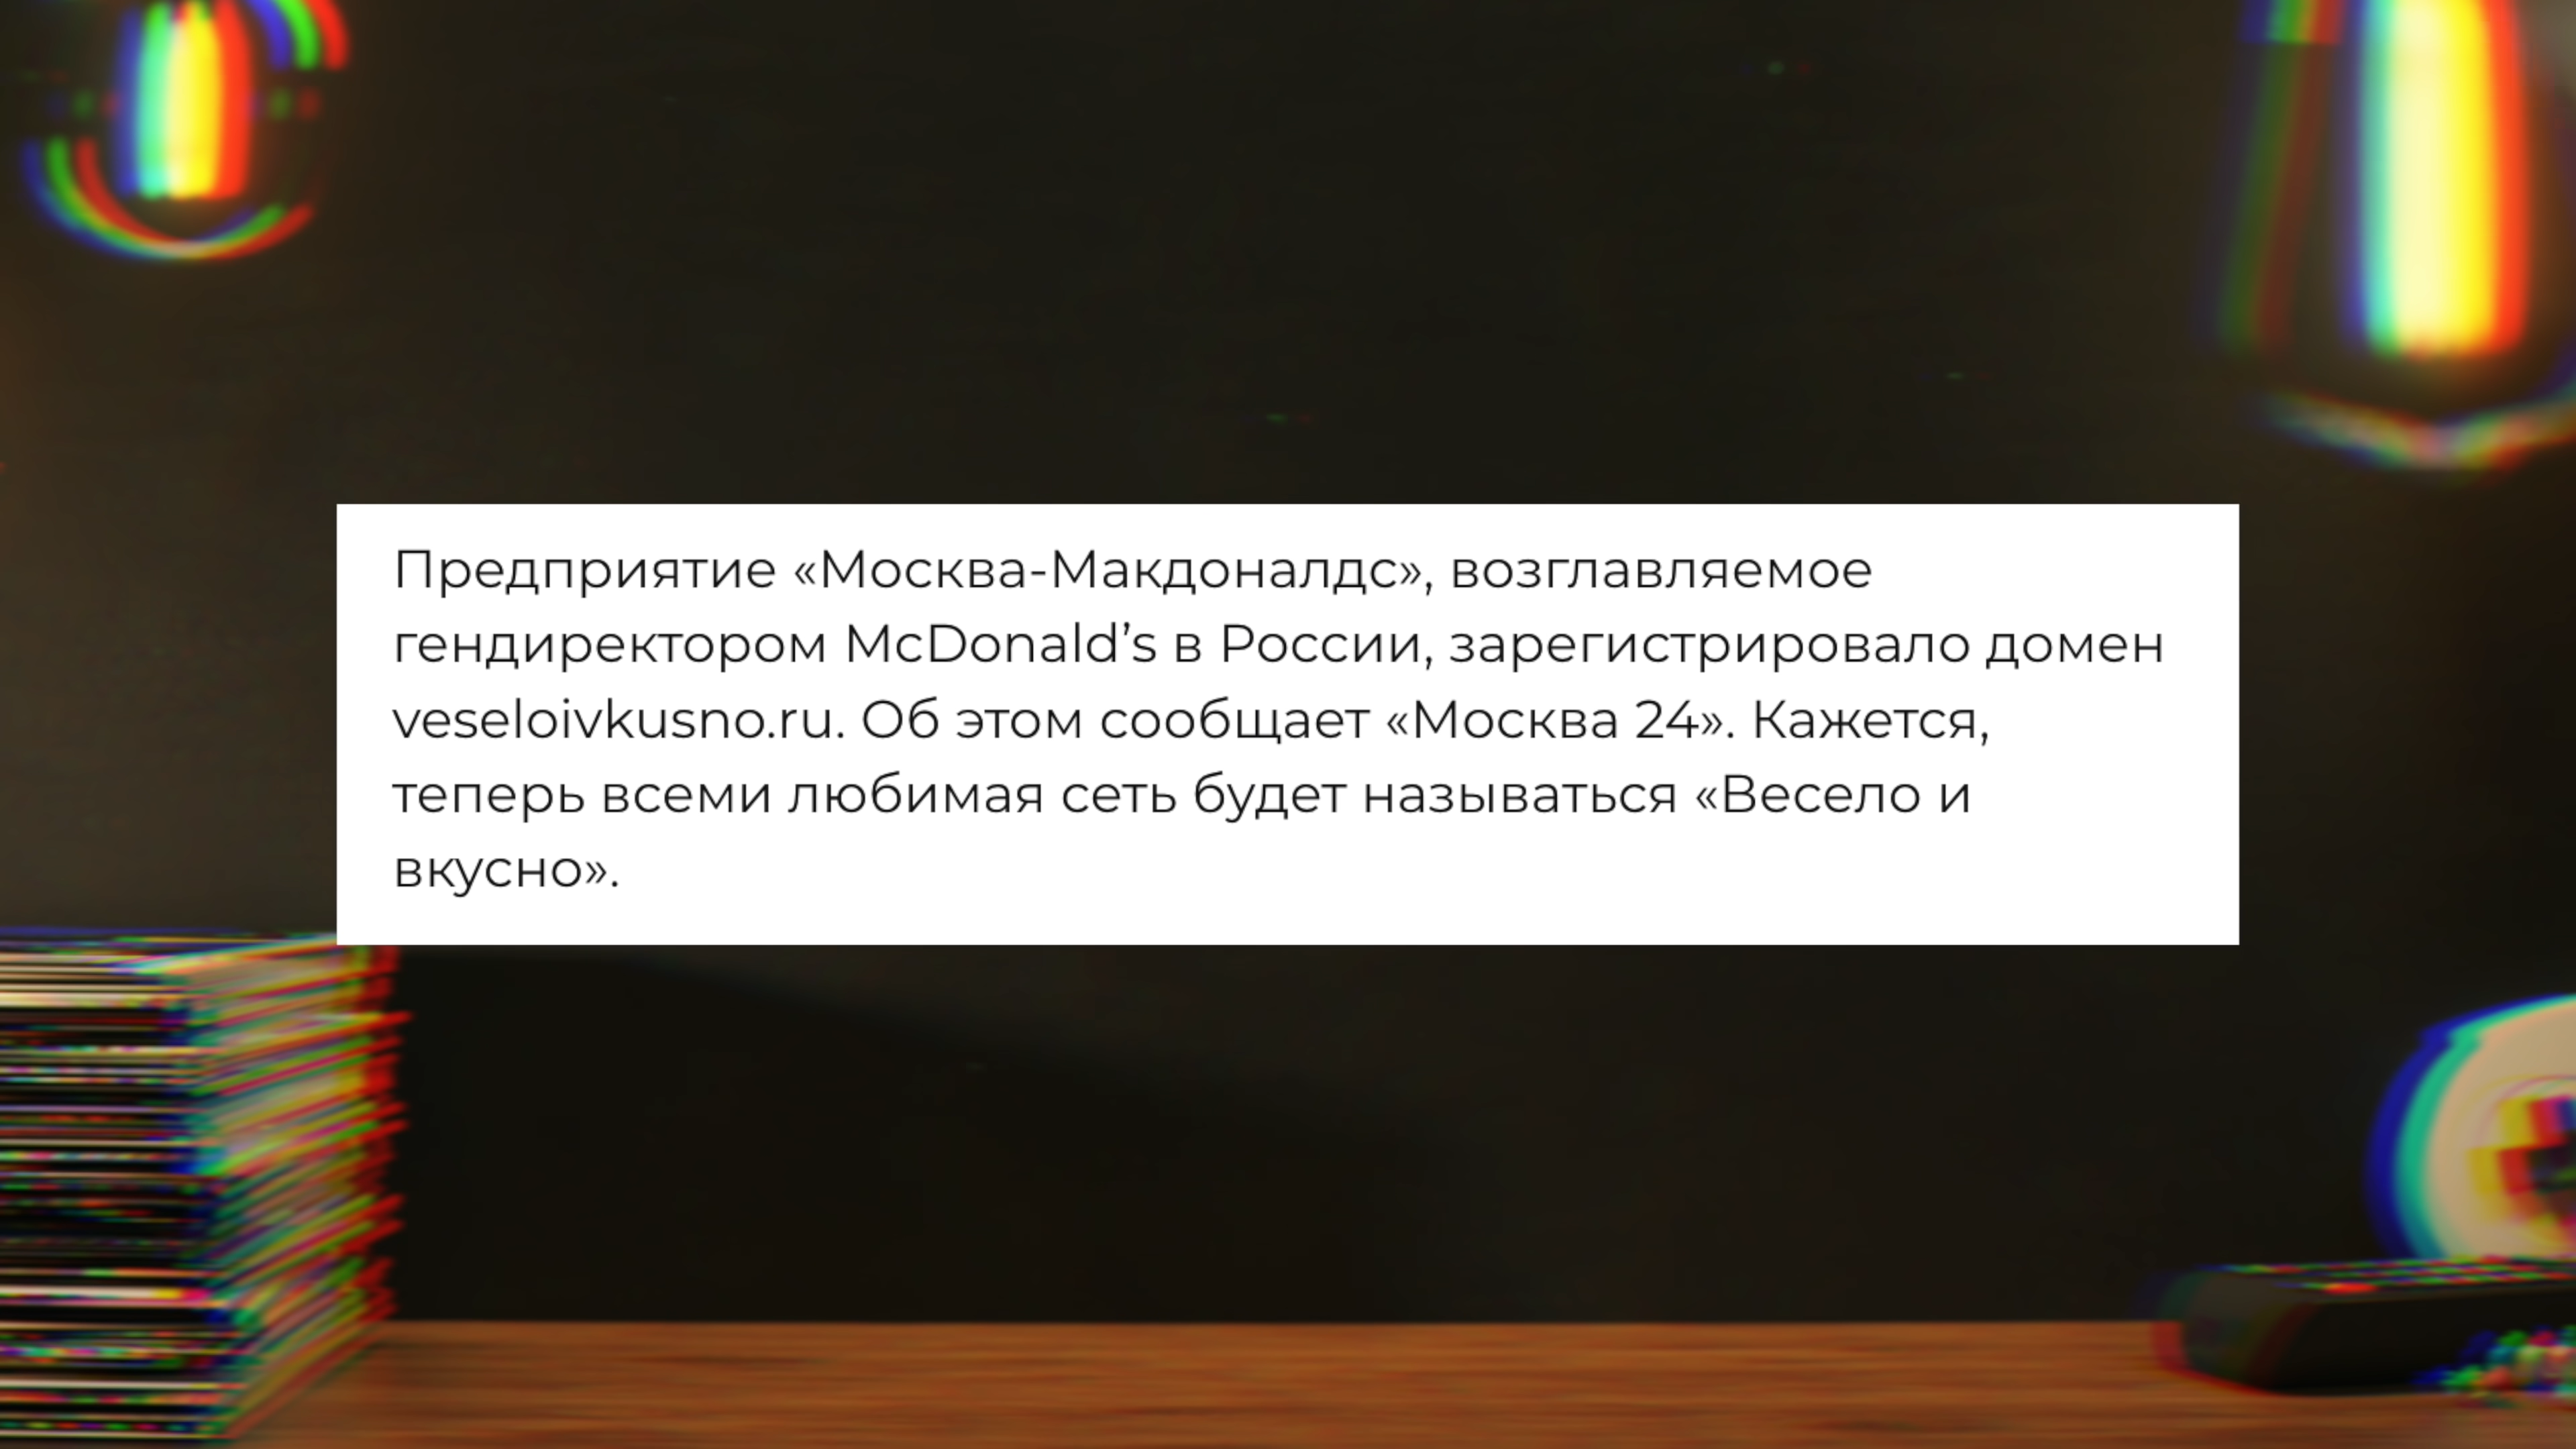 Предприятие «Москва-Макдоналдс», возглавляемое
гендиректором McDonald’s в России, зарегистрировало домен
veseloivkusno.ru. Об этом сообщает «Москва 24». Кажется,
теперь всеми любимая сеть будет называться «Весело и
вкусно».